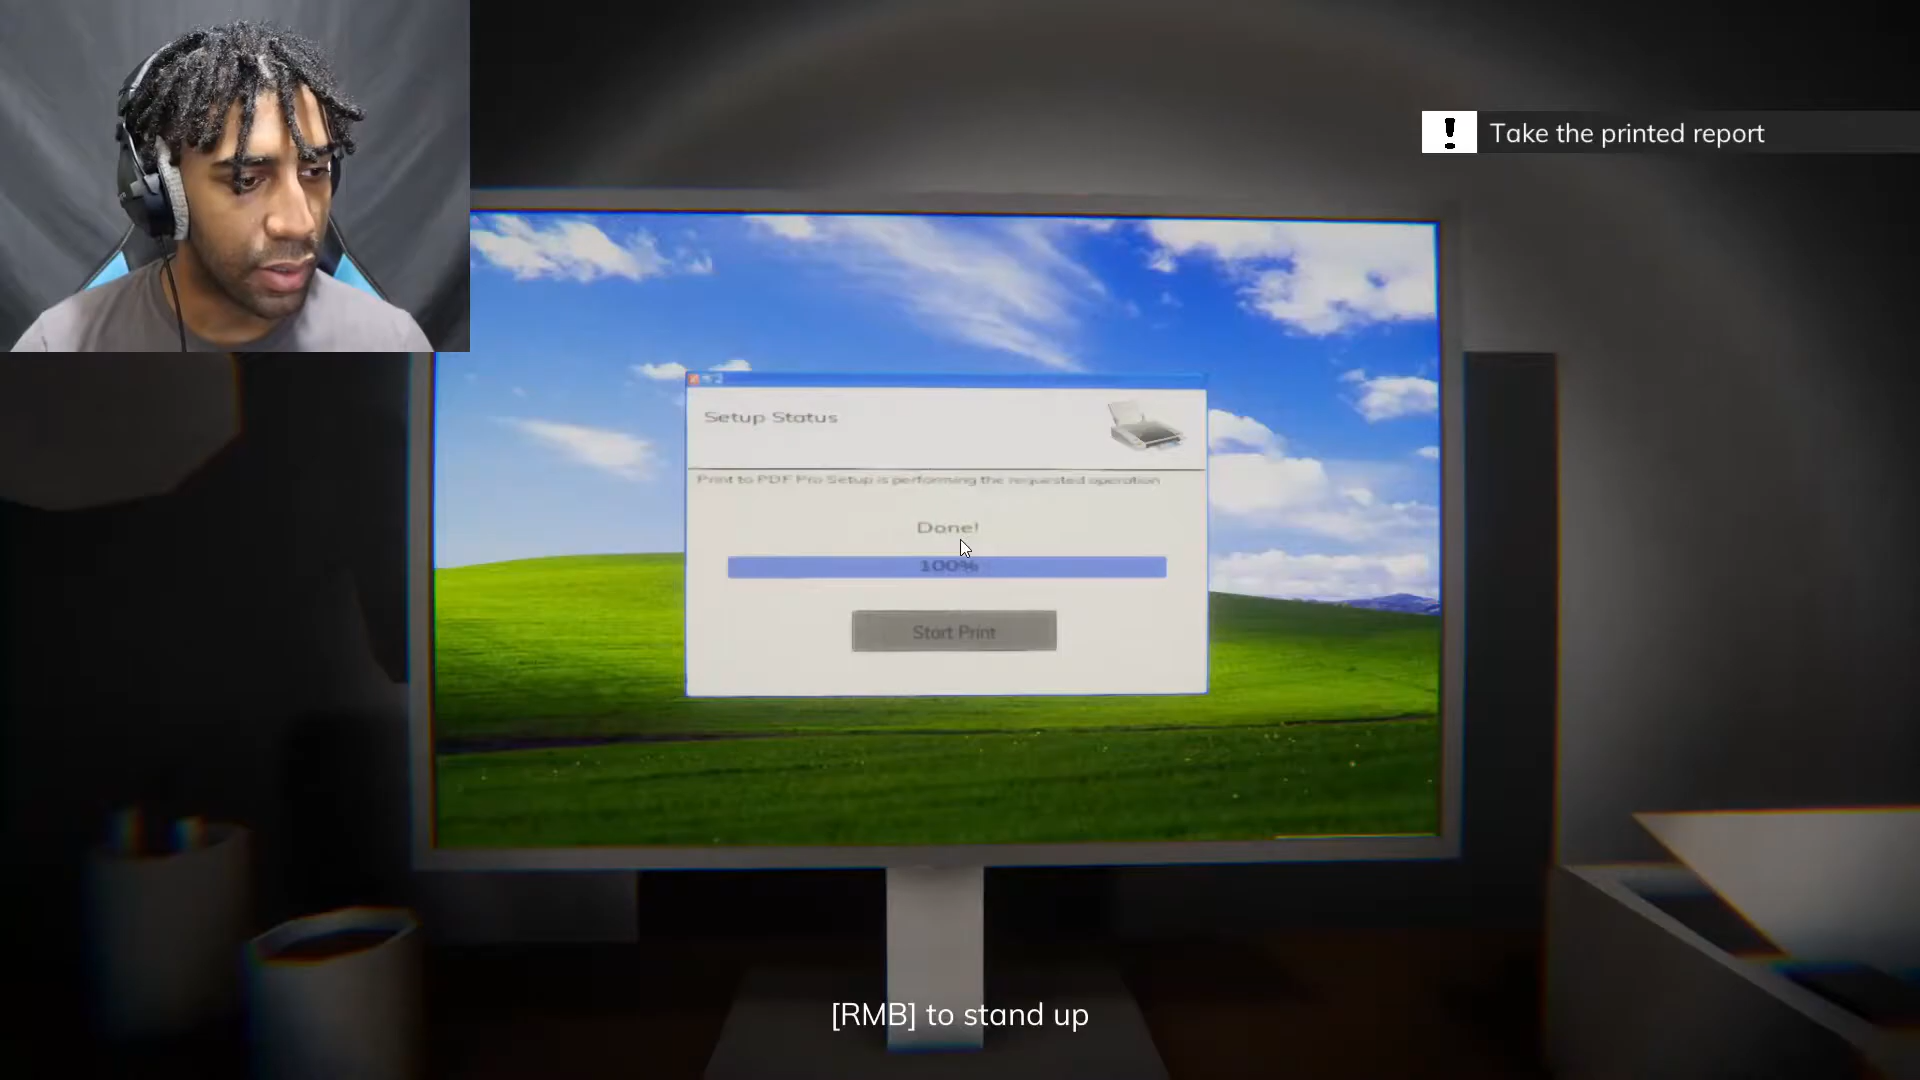 Take the printed report
Setup Status
Print to PDF Pro Setup is performing the requested operation
Done!
100%
Start Print
[RMB] to stand up